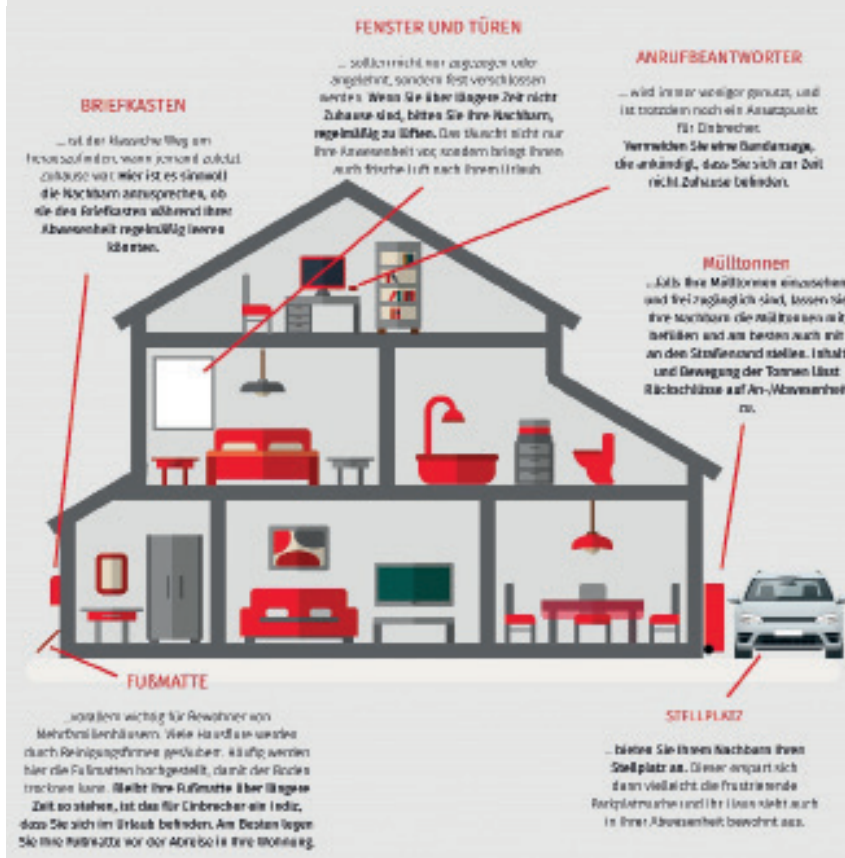 FENSTER UND TÜREN
... sollten nicht nur zugezogen oder
angelehnt, sondern fest verschlossen
werden. Wenn Sie über längere Zeit nicht
Zuhause sind, bitten Sie Ihre Nachbarn,
regelmäßig zu lüften. Das täuscht nicht nur
Ihre Anwesenheit vor, sondern bringt Ihnen
auch frische Luft nach Ihrem Urlaub.
ANRUFBEANTWORTER
... wird immer weniger genutzt, und
ist trotzdem noch ein Ansatzpunkt
für Einbrecher.
Vermeiden Sie eine Bandansage,
die ankündigt, dass Sie sich zur Zeit
nicht Zuhause befinden.
BRIEFKASTEN
... ist der klassische Weg um
herauszufinden, wann jemand zuletzt
zuhause war. Hier ist es sinnvoll
die Nachbarn anzusprechen, ob
sie den Briefkasten während Ihrer
Abwesenheit regelmäßig leeren
könnten.
Mülltonnen
...falls Ihre Mülltonnen einzusehen
und frei zugänglich sind, lassen Sie
Ihre Nachbarn die Mülltonnen mit
befüllen und am besten auch mit
an den Straßenrand stellen. Inhalt
und Bewegung der Tonnen lässt
Rückschlüsse auf An-/Abwesenheit
zu.
FUßMATTE
...vor allem wichtig für Bewohner von
Mehrfamilienhäusern. Viele Hausflure werden
durch Reinigungsfirmen gesäubert. Häufig werden
hier die Fußmatten hochgestellt, damit der Boden
trocknen kann. Bleibt Ihre Fußmatte über längere
Zeit so stehen, ist das für Einbrecher ein Indiz,
dass Sie sich im Urlaub befinden. Am Besten legen
Sie Ihre Fußmatte vor der Abreise in Ihre Wohnung.
STELLPLATZ
... bieten Sie Ihrem Nachbarn Ihren
Stellplatz an. Dieser erspart sich
dann vielleicht die frustrierende
Parkplatzsuche und Ihr Haus sieht auch
in Ihrer Abwesenheit bewohnt aus.